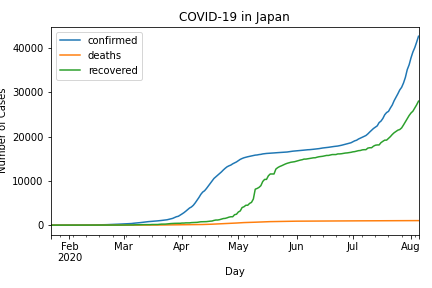 COVID-19 in Japan
confirmed
deaths
recovered
Number of Cases
40000
30000
20000
10000
0
Feb
2020
Mar
Apr
May
Jun
Jul
Aug
Day